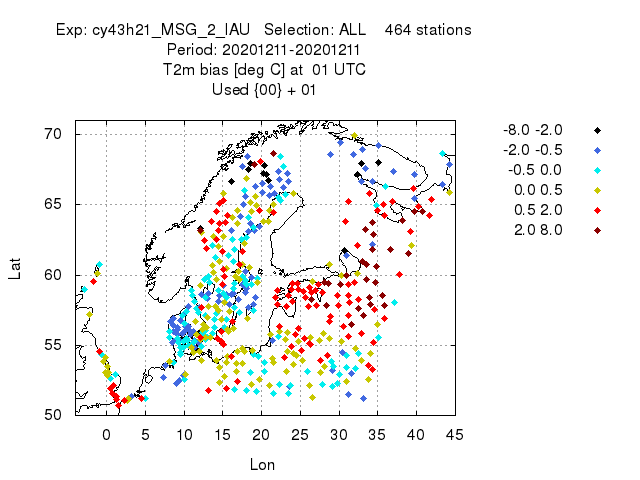 Exp: cy43h21_MSG_2_IAU   Selection: ALL    464 stations
Period: 20201211-20201211
T2m bias [deg C] at  01 UTC
Used {00} + 01
70
65
60
55
50
Lat
0 5 10 15 20 25 30 35 40 45
Lon
-8.0 -2.0
-2.0 -0.5
-0.5 0.0
0.0 0.5
0.5 2.0
2.0 8.0